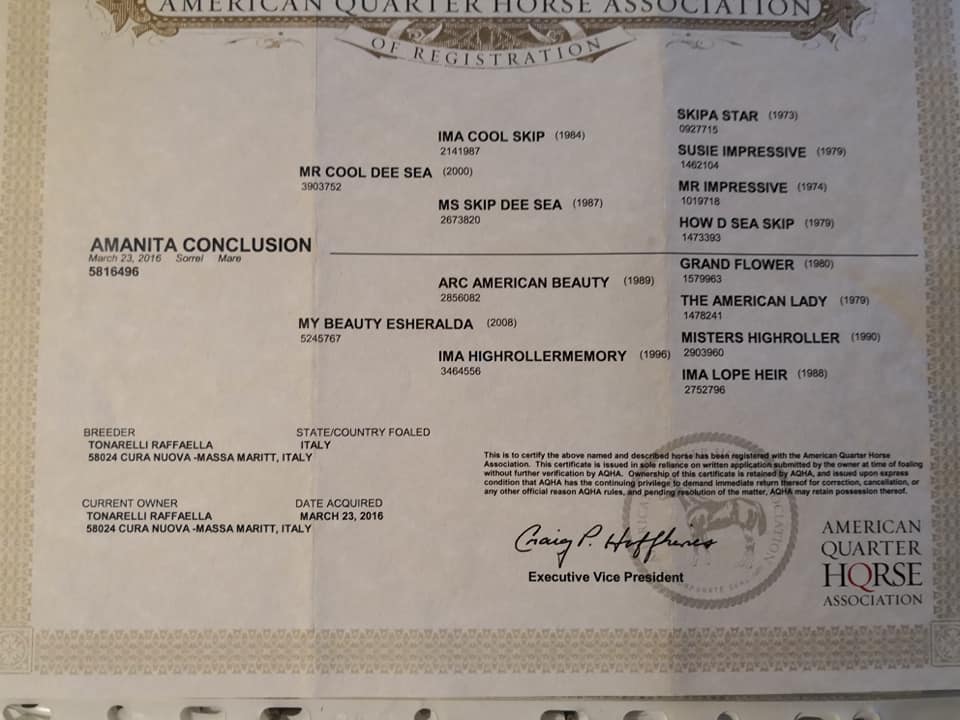 AMERICAN QUARTER HORSE ASSOCIATION
OF REGISTRATION
SKIPA STAR (1973)
0927715
IMA COOL SKIP (1984)
2141987
SUSIE IMPRESSIVE (1979)
1462104
MR COOL DEE SEA (2000)
3903752
MR IMPRESSIVE (1974)
1019718
MS SKIP DEE SEA (1987)
2673820
HOW D SEA SKIP (1979)
1473393
AMANITA CONCLUSION
March 23, 2016 Sorrel Mare
5816496
GRAND FLOWER (1980)
1579963
ARC AMERICAN BEAUTY (1989)
2856082
THE AMERICAN LADY (1979)
1478241
MY BEAUTY ESHERALDA (2008)
5245767
MISTERS HIGHROLLER (1990)
2903960
IMA HIGHROLLERMEMORY (1996)
3464556
IMA LOPE HEIR (1988)
2752796
BREEDER
TONARELLI RAFFAELLA
58024 CURA NUOVA -MASSA MARITT, ITALY
STATE/COUNTRY FOALED
ITALY
CURRENT OWNER
TONARELLI RAFFAELLA
58024 CURA NUOVA -MASSA MARITT, ITALY
DATE ACQUIRED
MARCH 23, 2016
This is to certify the above named and described horse has been registered with the American Quarter Horse
Association. This certificate is issued in sole reliance on written application submitted by the owner at time of foaling
without further verification by AQHA. Ownership of this certificate is retained by AQHA, and issued upon express
condition that AQHA has the continuing privilege to demand immediate return thereof for correction, cancellation, or
any other official reason AQHA rules, and pending resolution of the matter, AQHA may retain possession thereof.
Craig P. Huffhines
Executive Vice President
AMERICAN
QUARTER
HORSE
ASSOCIATION